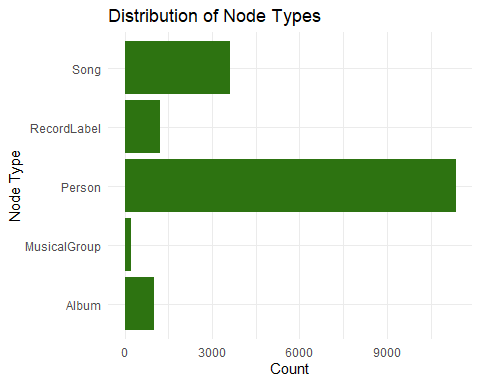 Distribution of Node Types
Node Type
Song
RecordLabel
Person
MusicalGroup
Album
0 3000 6000 9000
Count